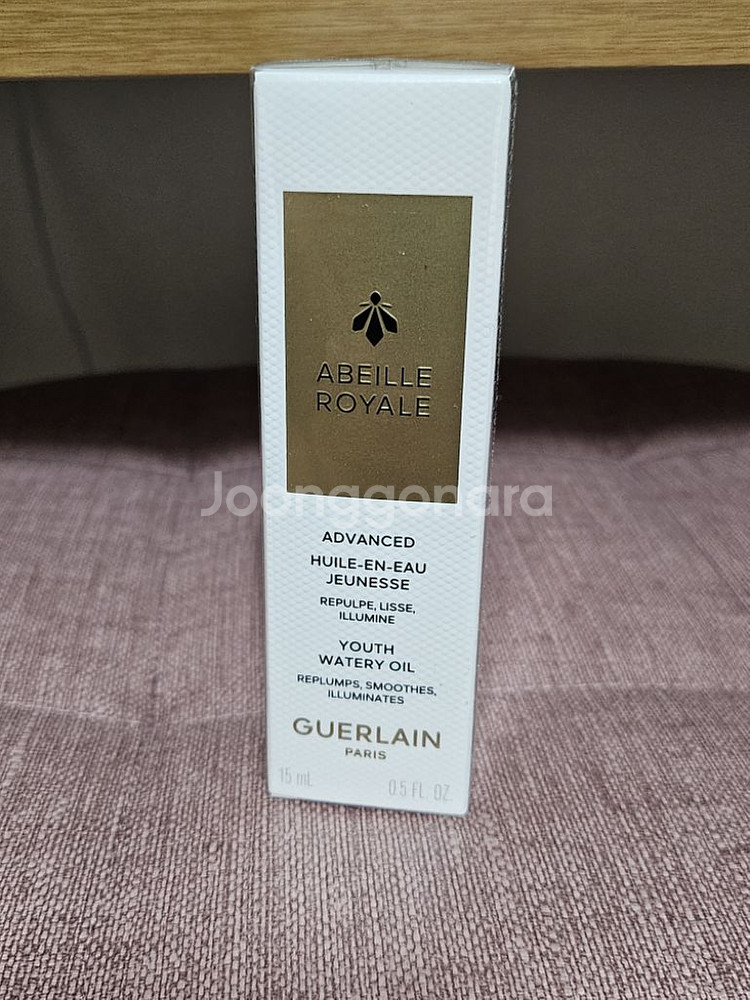 ABEILLE
ROYALE
Joonggonara
ADVANCED
HUILE-EN-EAU
JEUNESSE
REPULPE, LISSE,
ILLUMINE
YOUTH
WATERY OIL
REPLUMPS, SMOOTHES,
ILLUMINATES
GUERLAIN
PARIS
15 mL 0.5 FL. OZ.